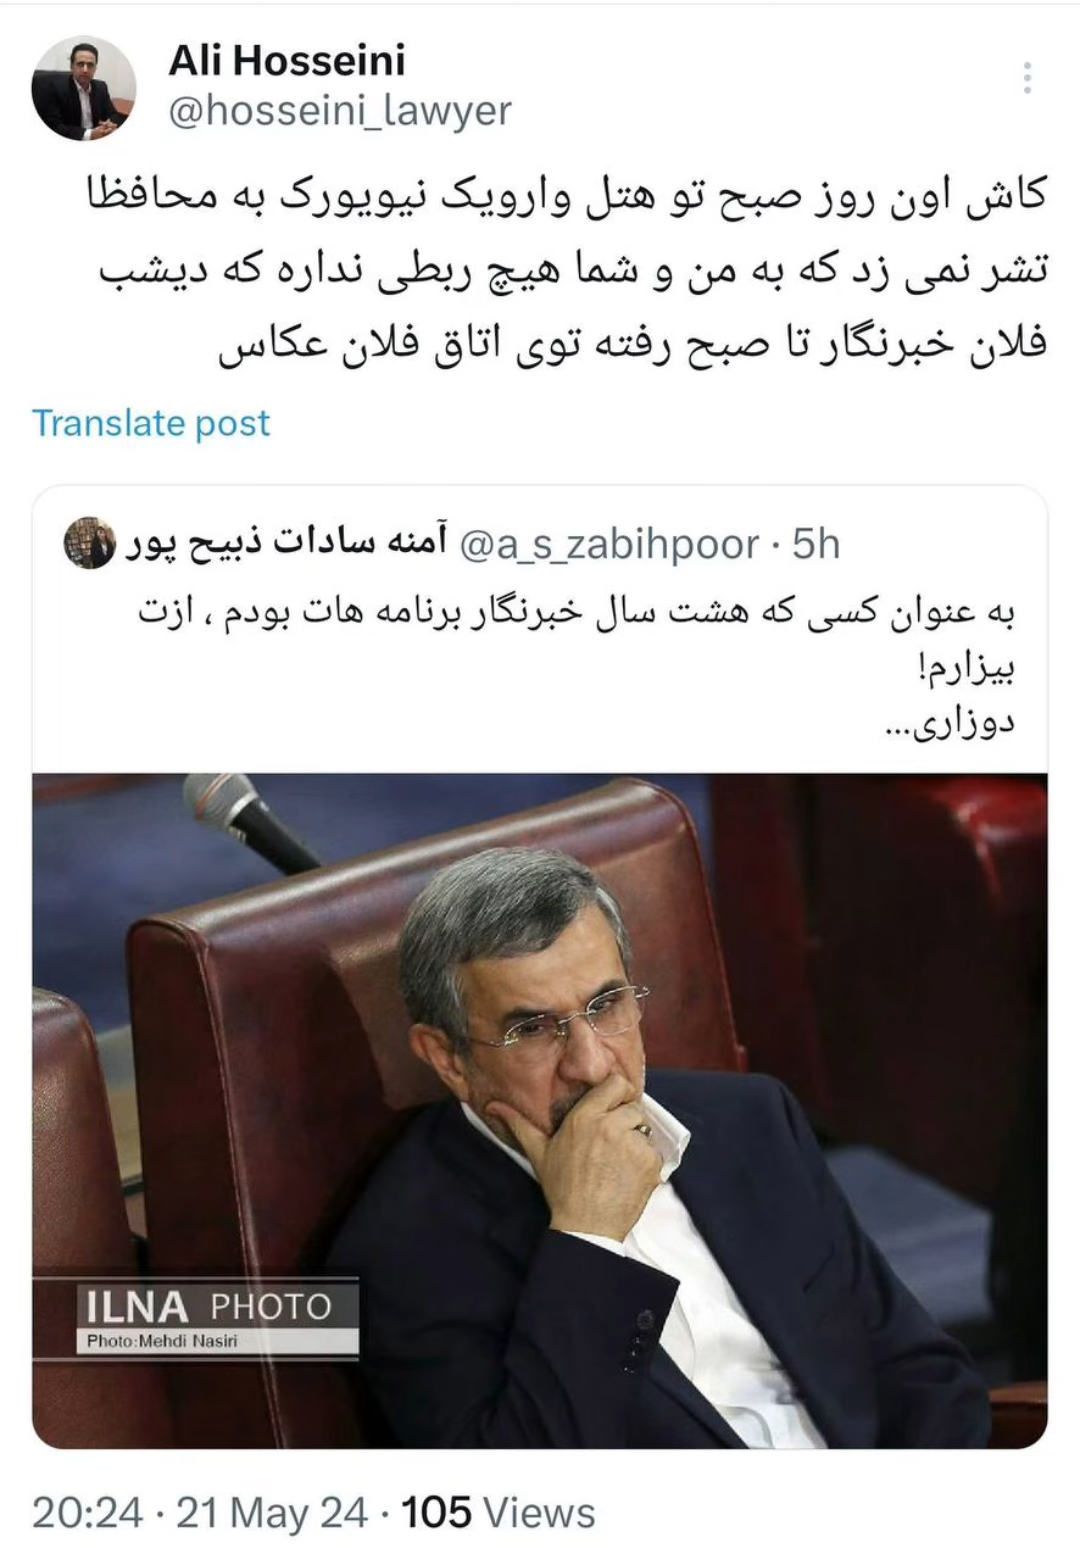 Ali Hosseini
@hosseini_lawyer
کاش اون روز صبح تو هتل وارویک نیویورک به محافظا
تشر نمی زد که به من و شما هیچ ربطی نداره که دیشب
فلان خبرنگار تا صبح رفته توی اتاق فلان عکاس
Translate post
آمنه سادات ذبیح پور @a_s_zabihpoor · 5h
به عنوان کسی که هشت سال خبرنگار برنامه هات بودم ، ازت
بیزارم!
دوزاری...
ILNA PHOTO
Photo:Mehdi Nasiri
20:24 · 21 May 24 · 105 Views